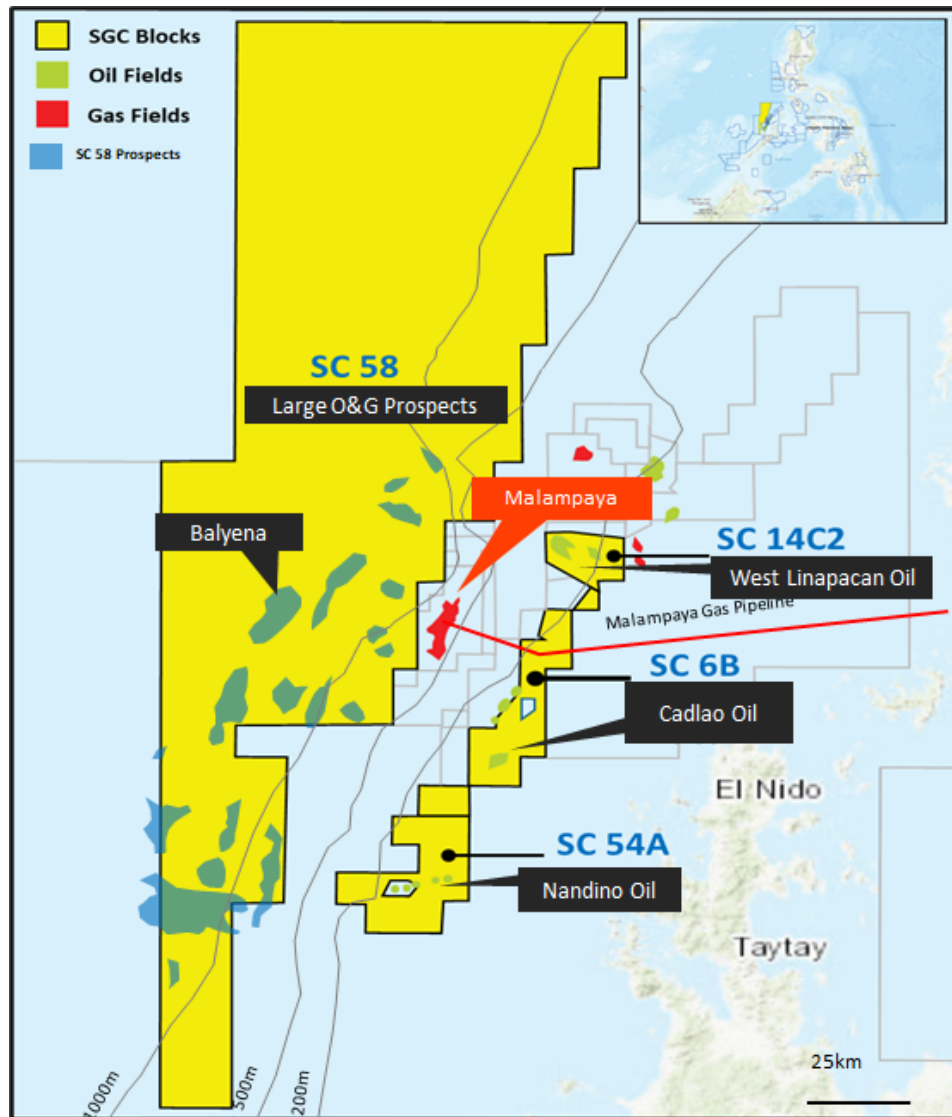 SGC Blocks
Oil Fields
Gas Fields
SC 58 Prospects
SC 58
Large O&G Prospects
Malampaya
Balyena
SC 14C2
West Linapacan Oil
Malampaya Gas Pipeline
SC 6B
Cadlao Oil
El Nido
SC 54A
Nandino Oil
Taytay
25km
1000m
500m
200m